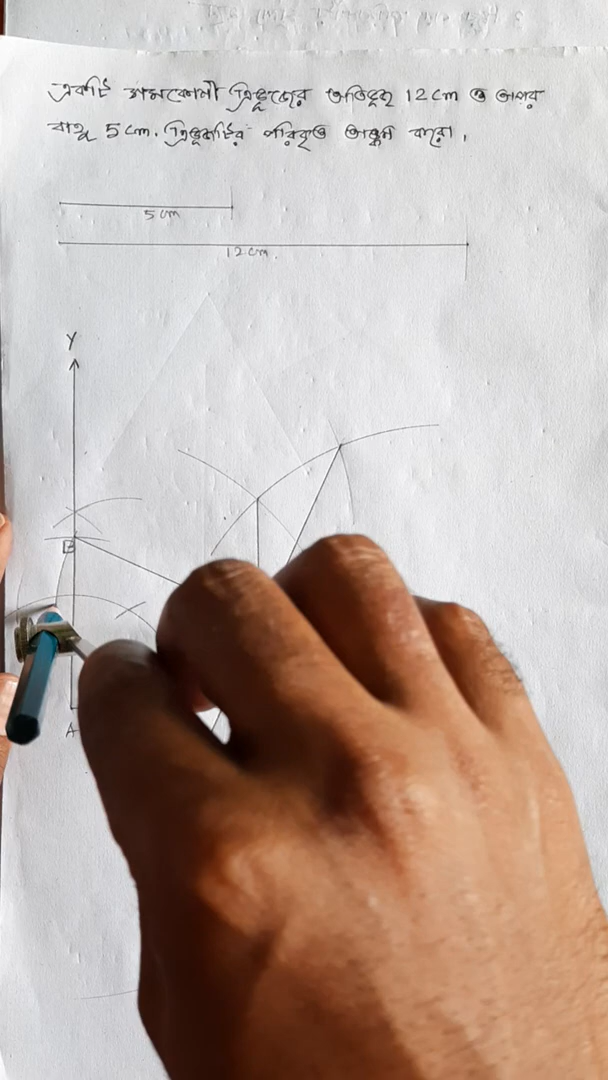 একটি সমকোণী ত্রিভূজের অতিভূজ 12 cm ও অপর
বাহু 5 cm. ত্রিভূজটির পরিবৃত্ত অঙ্কন করো।
5 cm
12 cm.
Y
B
A